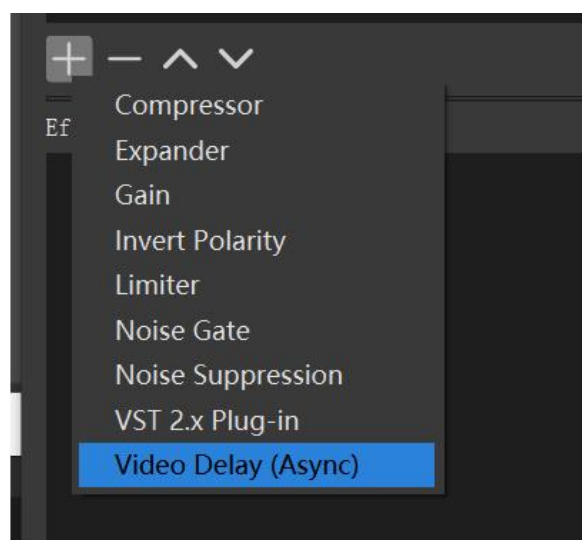 Compressor
Ef
Expander
Gain
Invert Polarity
Limiter
Noise Gate
Noise Suppression
VST 2.x Plug-in
Video Delay (Async)